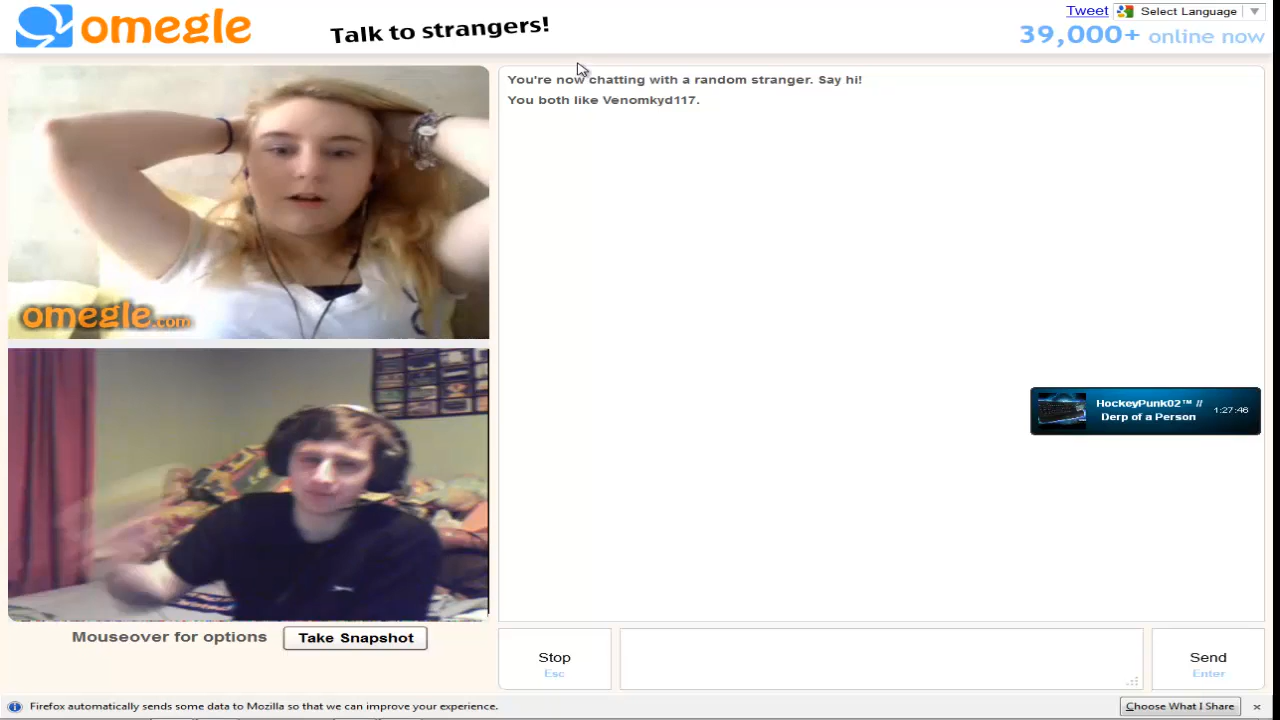 omegle
Talk to strangers!
Tweet
Select Language
39,000+ online now
You're now chatting with a random stranger. Say hi!
You both like Venomkyd117.
omegle.com
HockeyPunk02™ //
Derp of a Person
1:27:46
Mouseover for options
Take Snapshot
Stop
Esc
Send
Enter
Firefox automatically sends some data to Mozilla so that we can improve your experience.
Choose What I Share